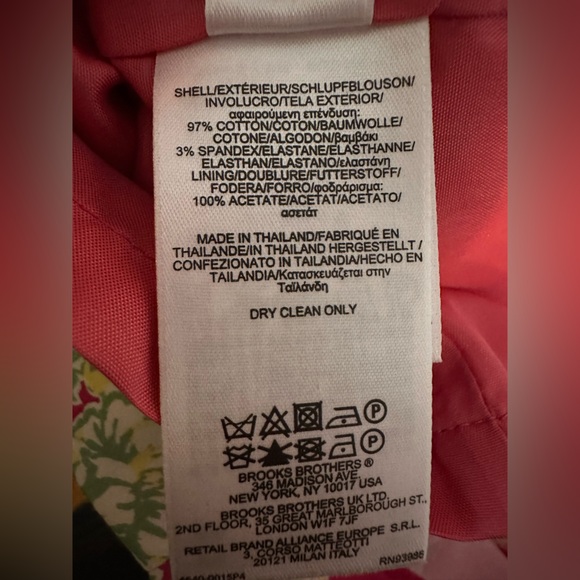 SHELL/EXTÉRIEUR/SCHLUPFBLOUSON/
INVOLUCRO/TELA EXTERIOR/
αφαιρούμενη επένδυση:
97% COTTON/COTON/BAUMWOLLE/
COTONE/ALGODON/βαμβάκι
3% SPANDEX/ELASTANE/ELASTHANNE/
ELASTHAN/ELASTANO/ελαστάνη
LINING/DOUBLURE/FUTTERSTOFF/
FODERA/FORRO/φοδράρισμα:
100% ACETATE/ACETAT/ACETATO/
ασετάτ
MADE IN THAILAND/FABRIQUÉ EN
THAILANDE/IN THAILAND HERGESTELLT/
CONFEZIONATO IN TAILANDIA/HECHO EN
TAILANDIA/Κατασκευάζεται στην
Ταϊλάνδη
DRY CLEAN ONLY
P
P
BROOKS BROTHERS ®
346 MADISON AVE.
NEW YORK, NY 10017 USA
BROOKS BROTHERS UK LTD.
2ND FLOOR, 35 GREAT MARLBOROUGH ST.,
LONDON W1F 7JF
RETAIL BRAND ALLIANCE EUROPE S.R.L.
3, CORSO MATTEOTTI
20121 MILAN ITALY
RN93986